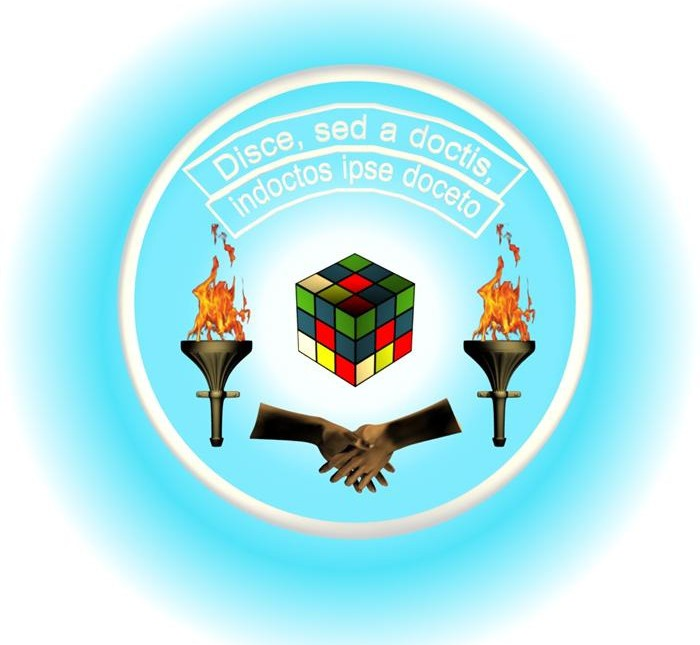 Disce, sed a doctis,
indoctos ipse doceto